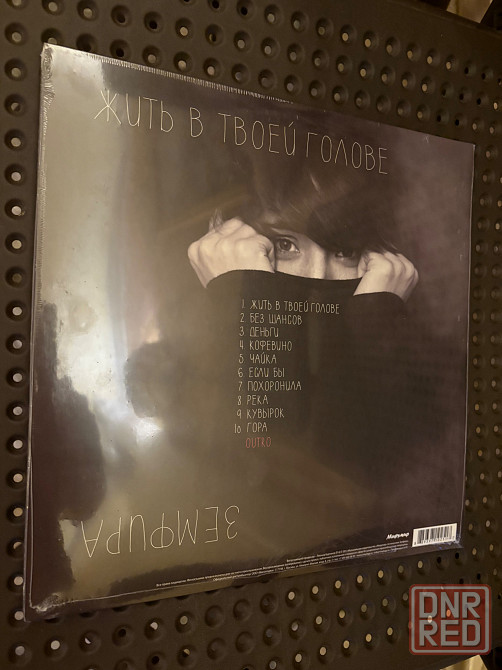 ЖИТЬ В ТВОЕЙ ГОЛОВЕ
1 ЖИТЬ В ТВОЕЙ ГОЛОВЕ
2 БЕЗ ШАНСОВ
3 ДЕНЬГИ
4 КОФЕВИНО
5 ЧАЙКА
6 ЕСЛИ БЫ
7 ПОХОРОНИЛА
8 РЕКА
9 КУВЫРОК
10 ГОРА
OUTRO
ЗЕМФИРА
Мирумир
DNR
RED